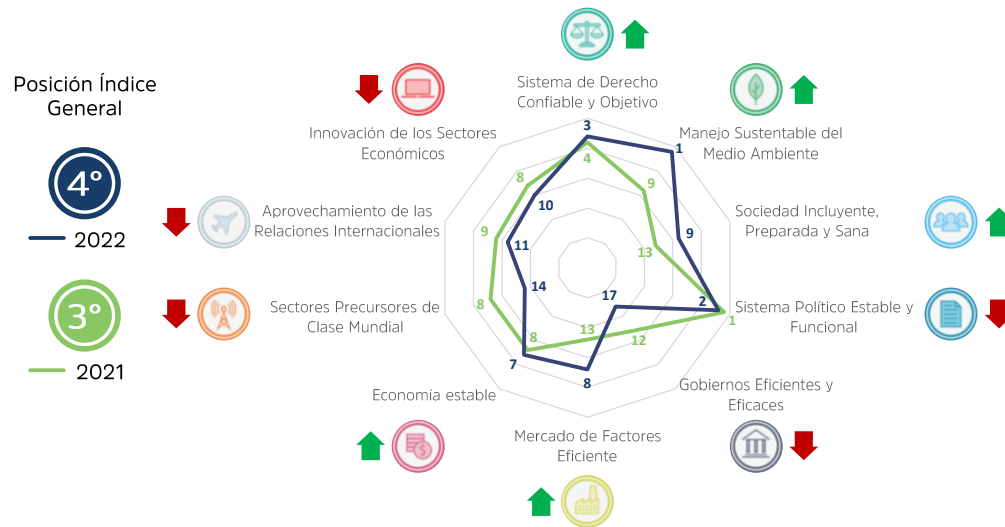 Posición Índice
General
4°
2022
3°
2021
Sistema de Derecho
Confiable y Objetivo
Manejo Sustentable del
Medio Ambiente
Sociedad Incluyente,
Preparada y Sana
Sistema Político Estable y
Funcional
Gobiernos Eficientes y
Eficaces
Mercado de Factores
Eficiente
Economía estable
Sectores Precursores de
Clase Mundial
Aprovechamiento de las
Relaciones Internacionales
Innovación de los Sectores
Económicos
3
4
1
9
9
13
2
1
17
12
13
8
8
7
8
14
9
11
8
10
$